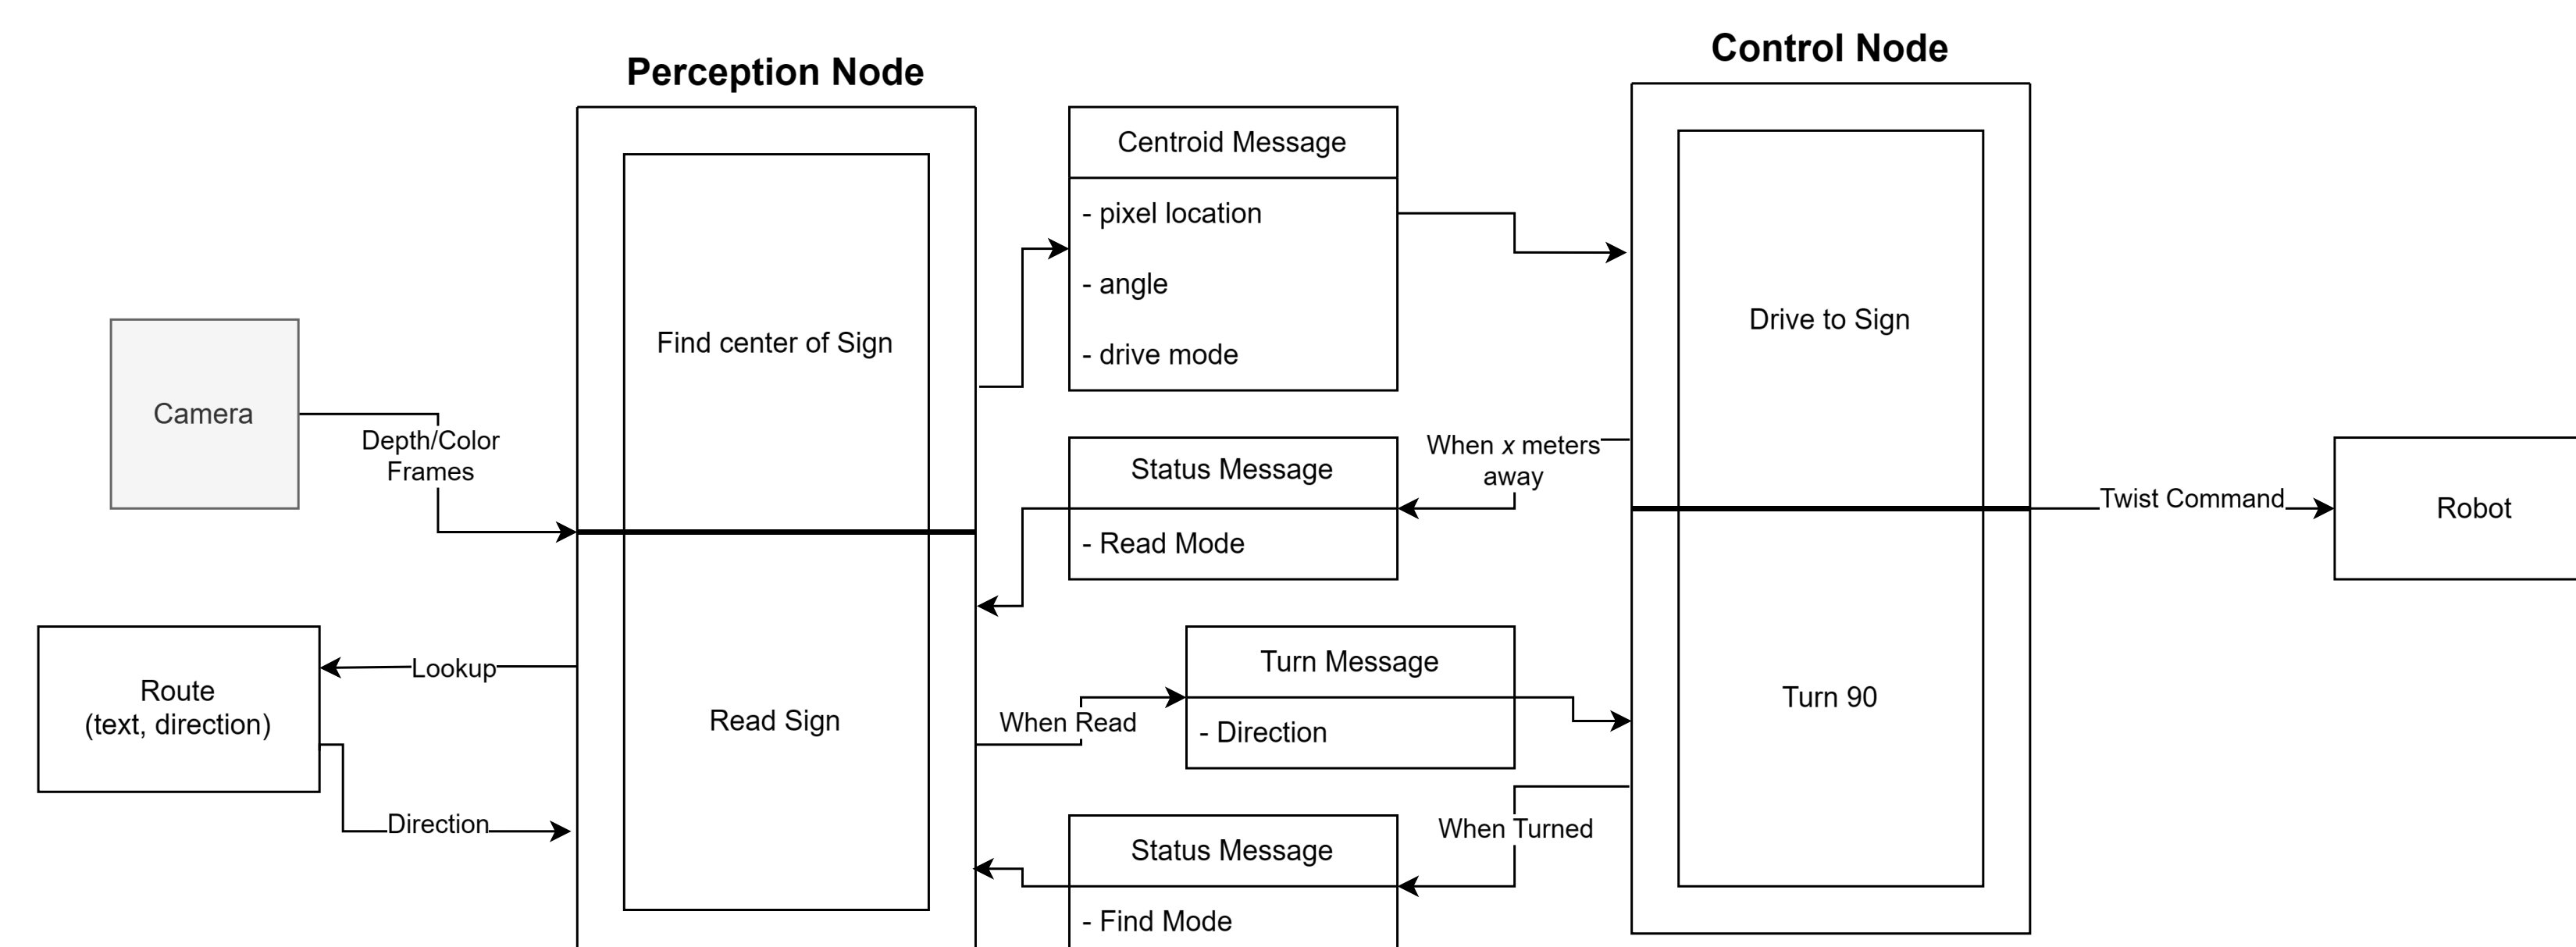 Perception Node
Control Node
Centroid Message
- pixel location
- angle
- drive mode
Find center of Sign
Drive to Sign
Camera
Depth/Color
Frames
Status Message
- Read Mode
When x meters
away
Twist Command
Robot
Route
(text, direction)
Lookup
Direction
Read Sign
When Read
Turn Message
- Direction
Turn 90
When Turned
Status Message
- Find Mode